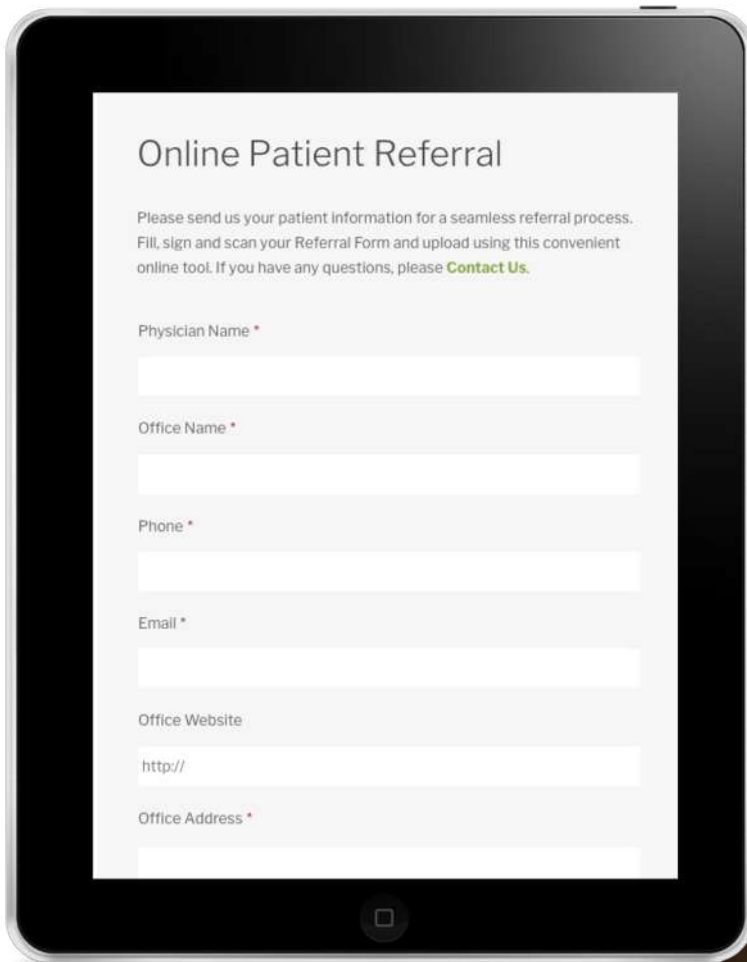 Online Patient Referral
Please send us your patient information for a seamless referral process.
Fill, sign and scan your Referral Form and upload using this convenient
online tool. If you have any questions, please Contact Us.
Physician Name *
Office Name *
Phone *
Email *
Office Website
http://
Office Address *